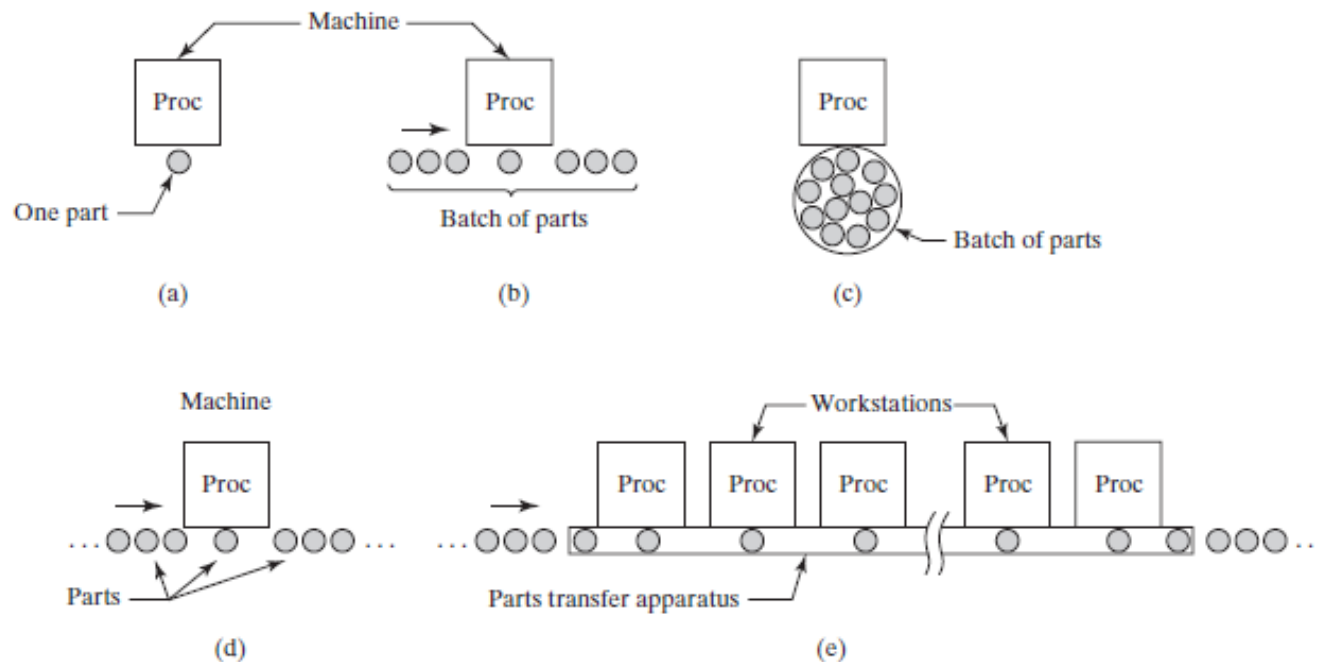 Machine
Proc
Proc
Proc
One part
Batch of parts
Batch of parts
(a)
(b)
(c)
Machine
Workstations
Proc
Proc
Proc
Proc
Proc
Proc
... ...
... ..
Parts
Parts transfer apparatus
(d)
(e)